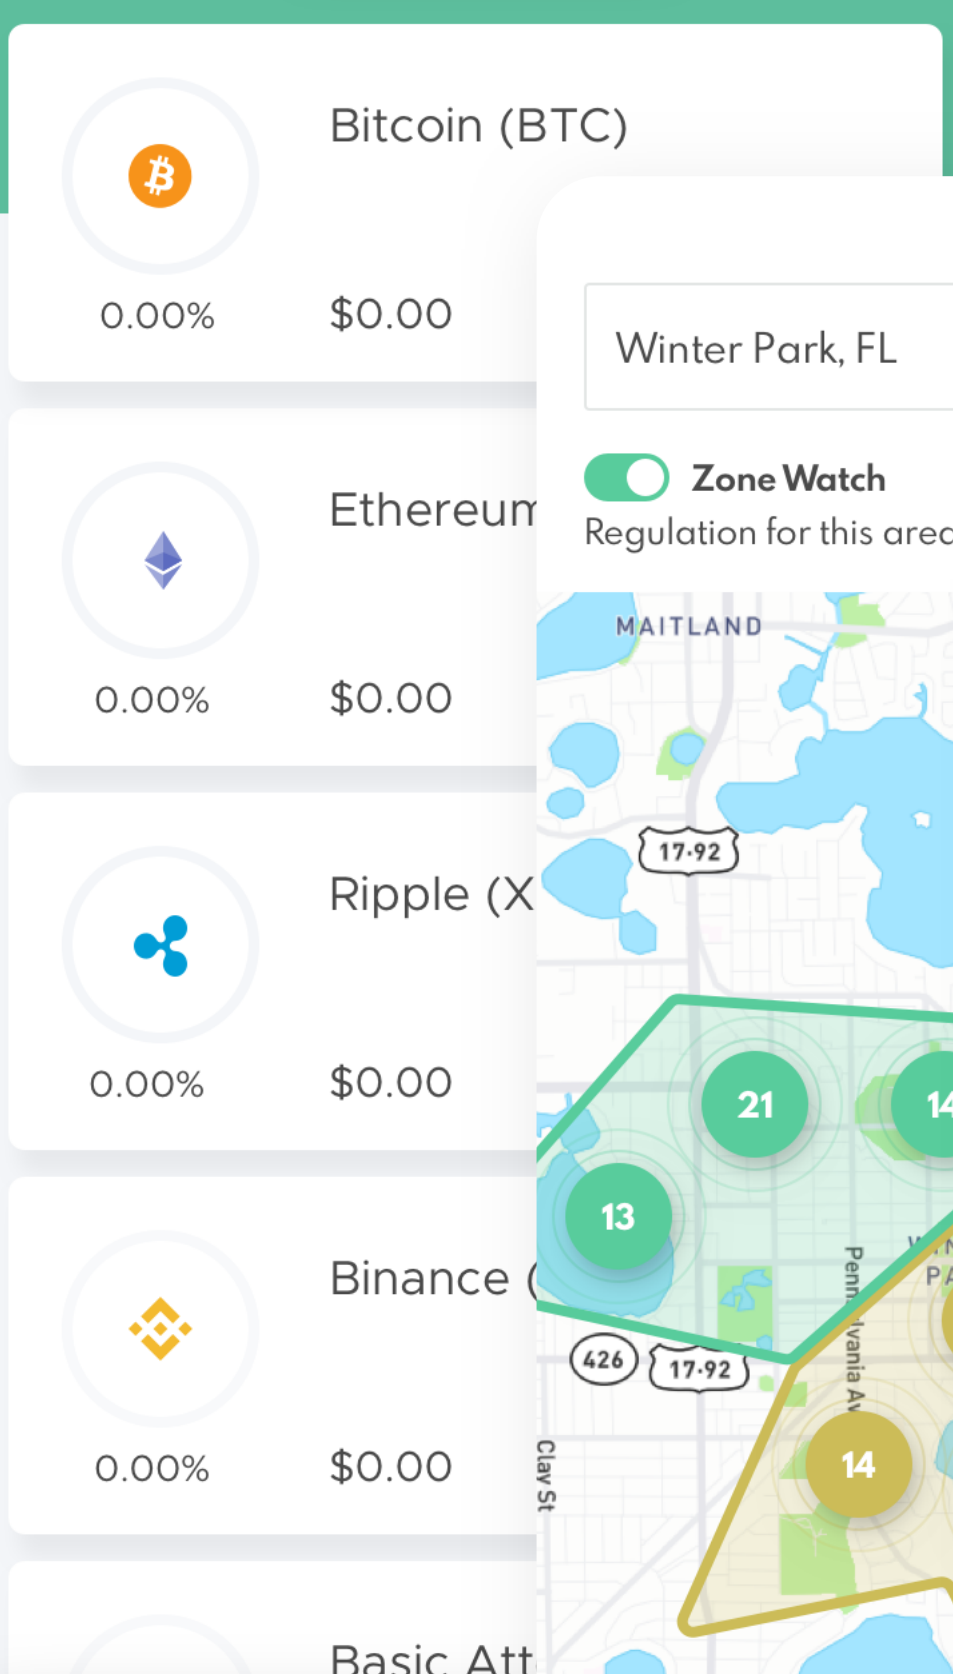 Bitcoin (BTC)
0.00%
$0.00
Ethereum
0.00%
$0.00
Ripple (X
0.00%
$0.00
Binance (
0.00%
$0.00
Basic Att
Winter Park, FL
Zone Watch
Regulation for this area
MAITLAND
17-92
21
14
13
426
17-92
14
Clay St